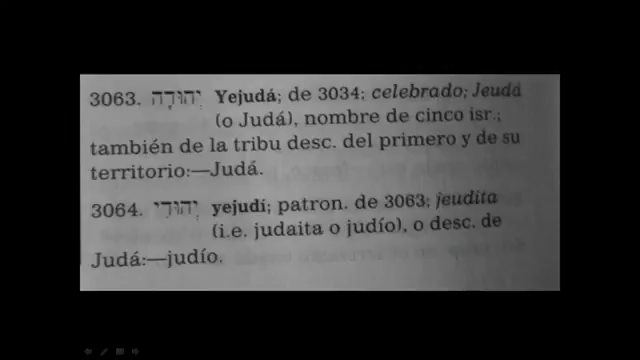 3063. יְהוּדָה Yejudá; de 3034; celebrado; Jeudá
(o Judá), nombre de cinco isr.;
también de la tribu desc. del primero y de su
territorio:—Judá.
3064. יְהוּדִי yejudí; patron. de 3063; jeudita
(i.e. judaita o judío), o desc. de
Judá:—judío.